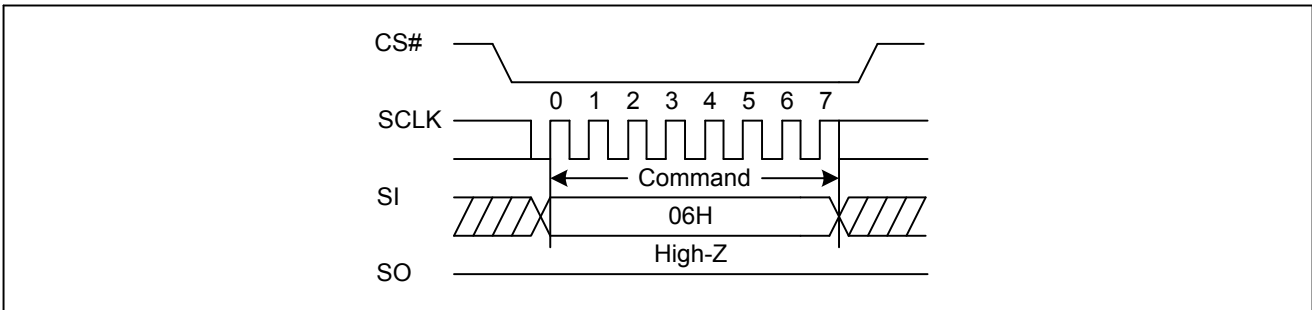 CS#
0 1 2 3 4 5 6 7
SCLK
Command
SI
06H
High-Z
SO